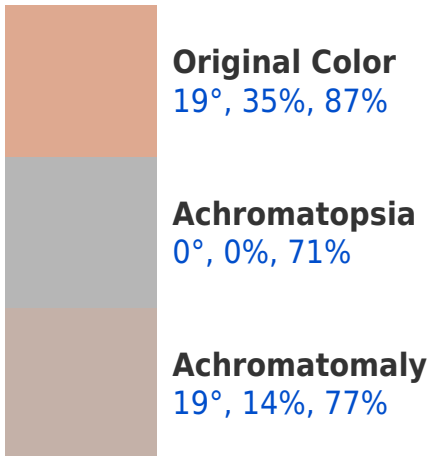 Original Color
19°, 35%, 87%
Achromatopsia
0°, 0%, 71%
Achromatomaly
19°, 14%, 77%